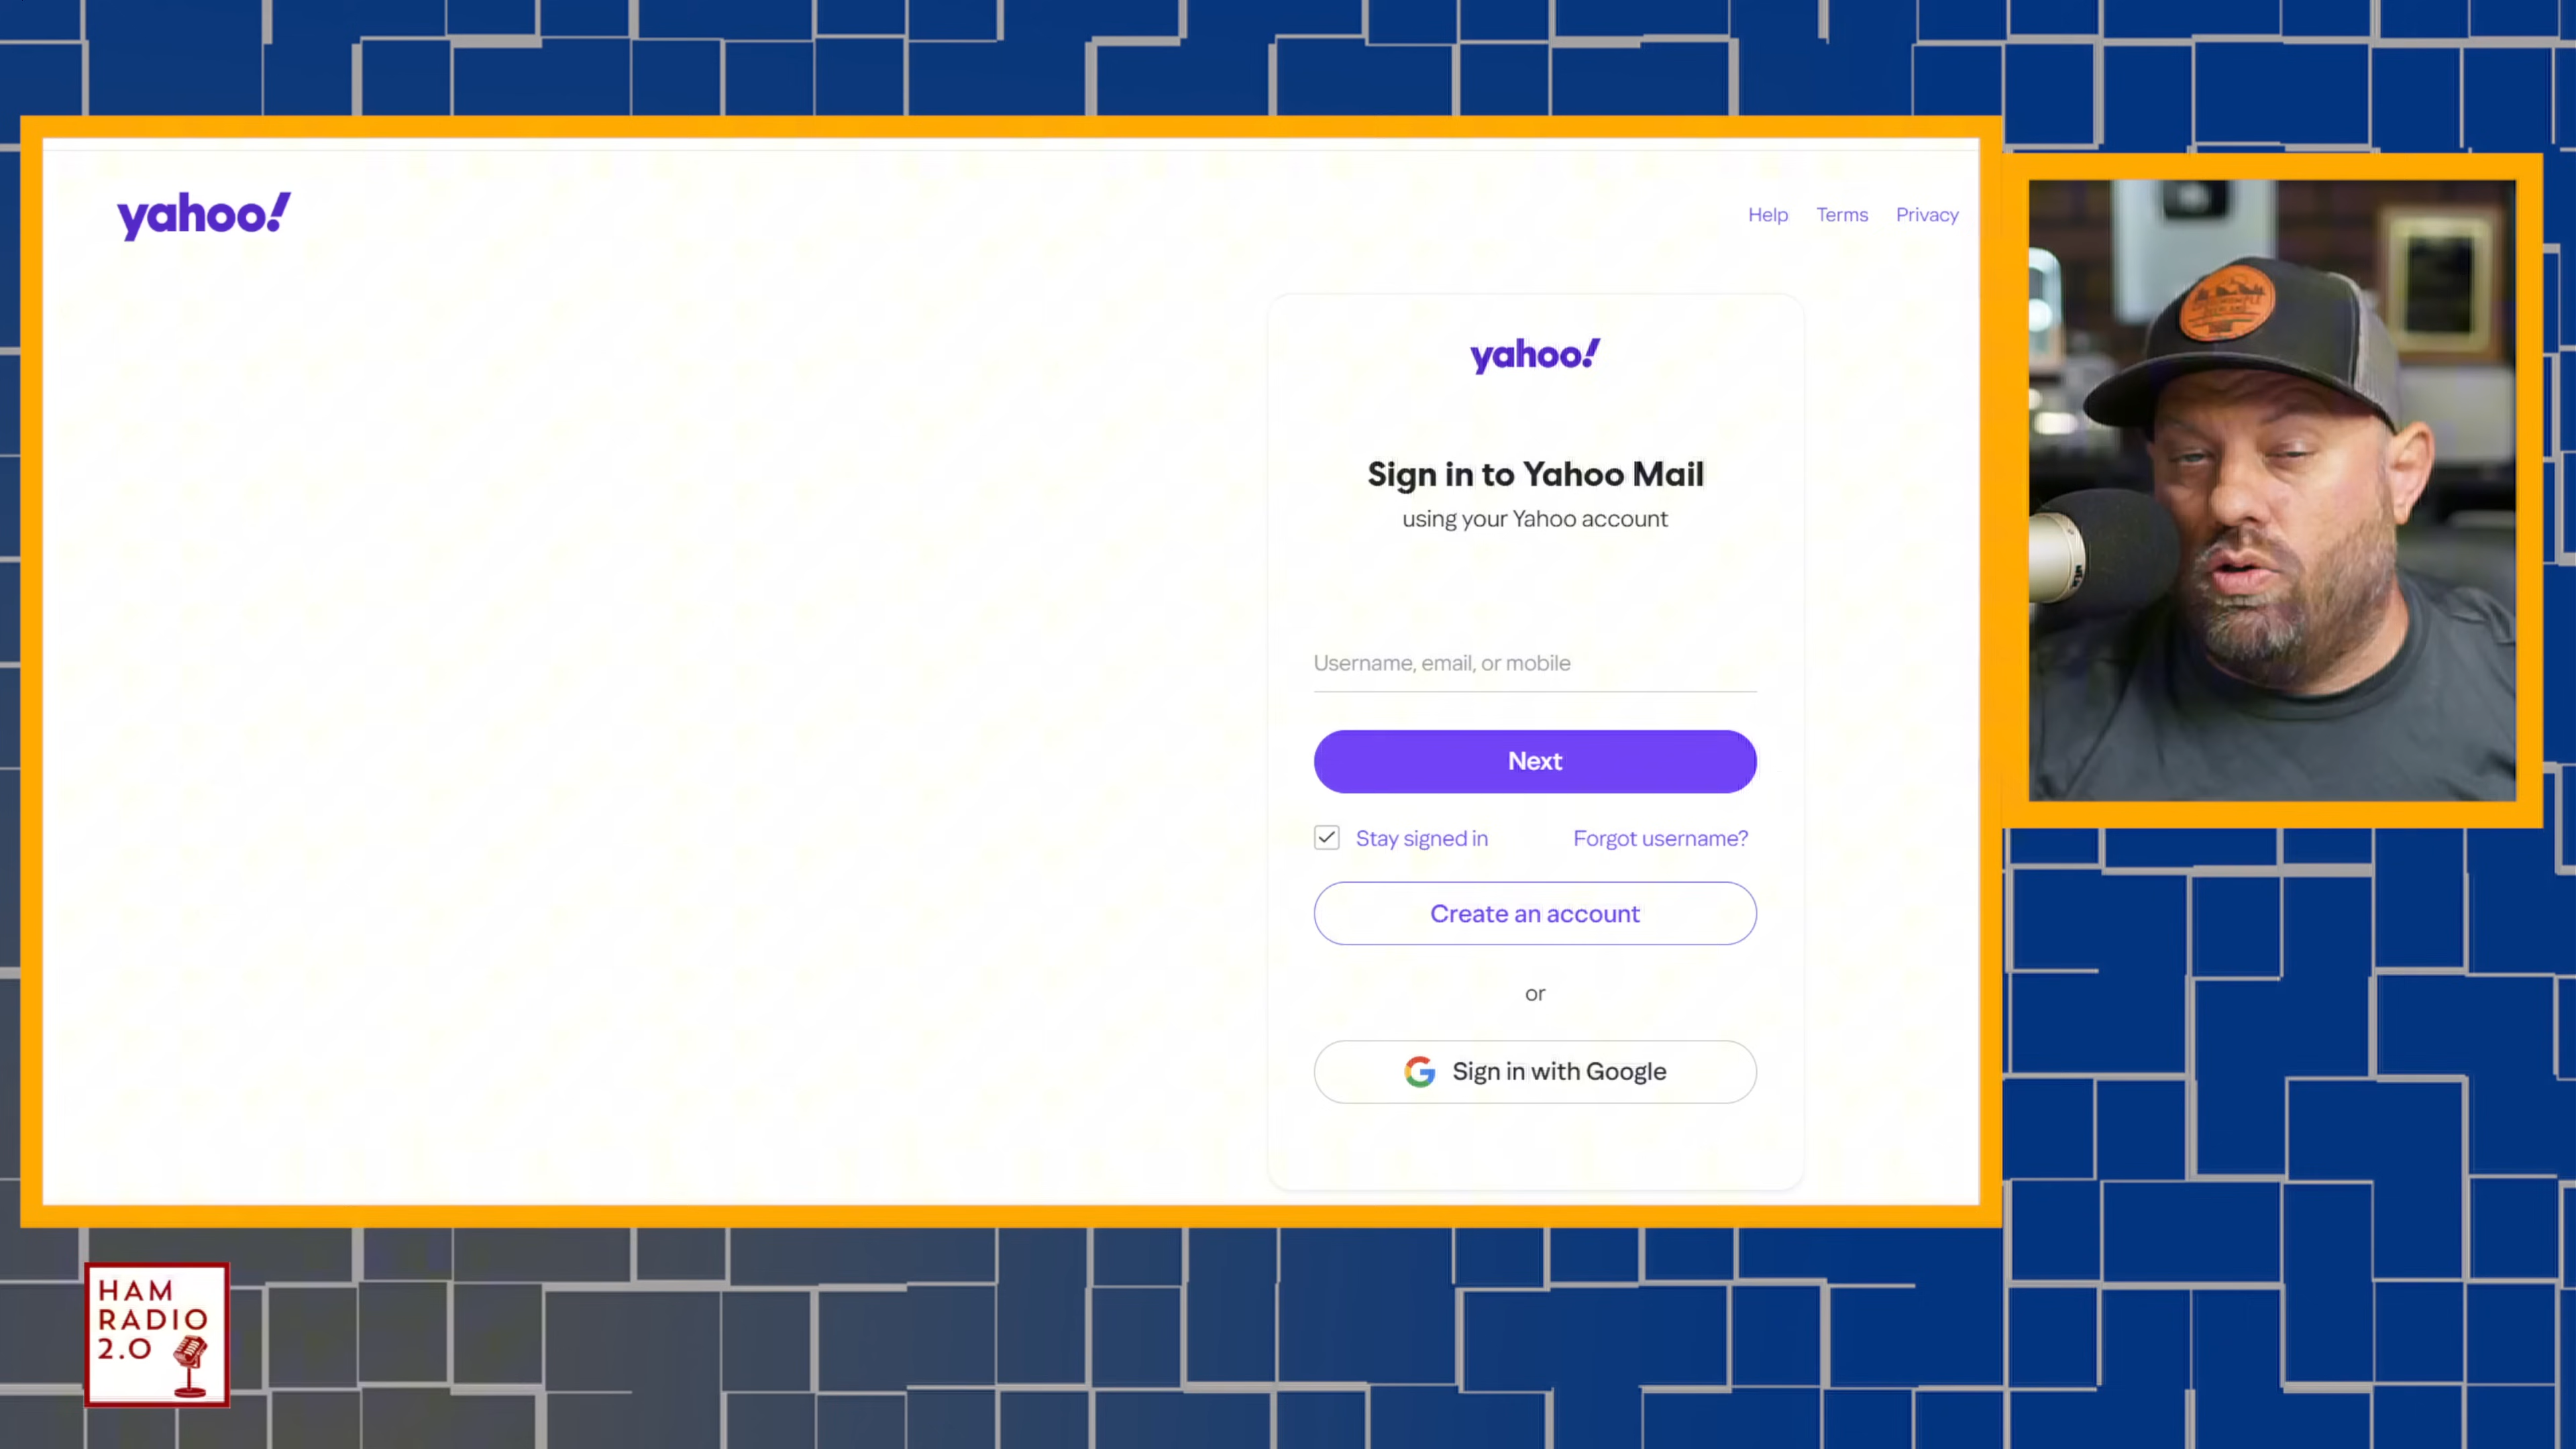 yahoo!
Help Terms Privacy
yahoo!
Sign in to Yahoo Mail
using your Yahoo account
Username, email, or mobile
Next
Stay signed in Forgot username?
Create an account
or
Sign in with Google
HAM
RADIO
2.0